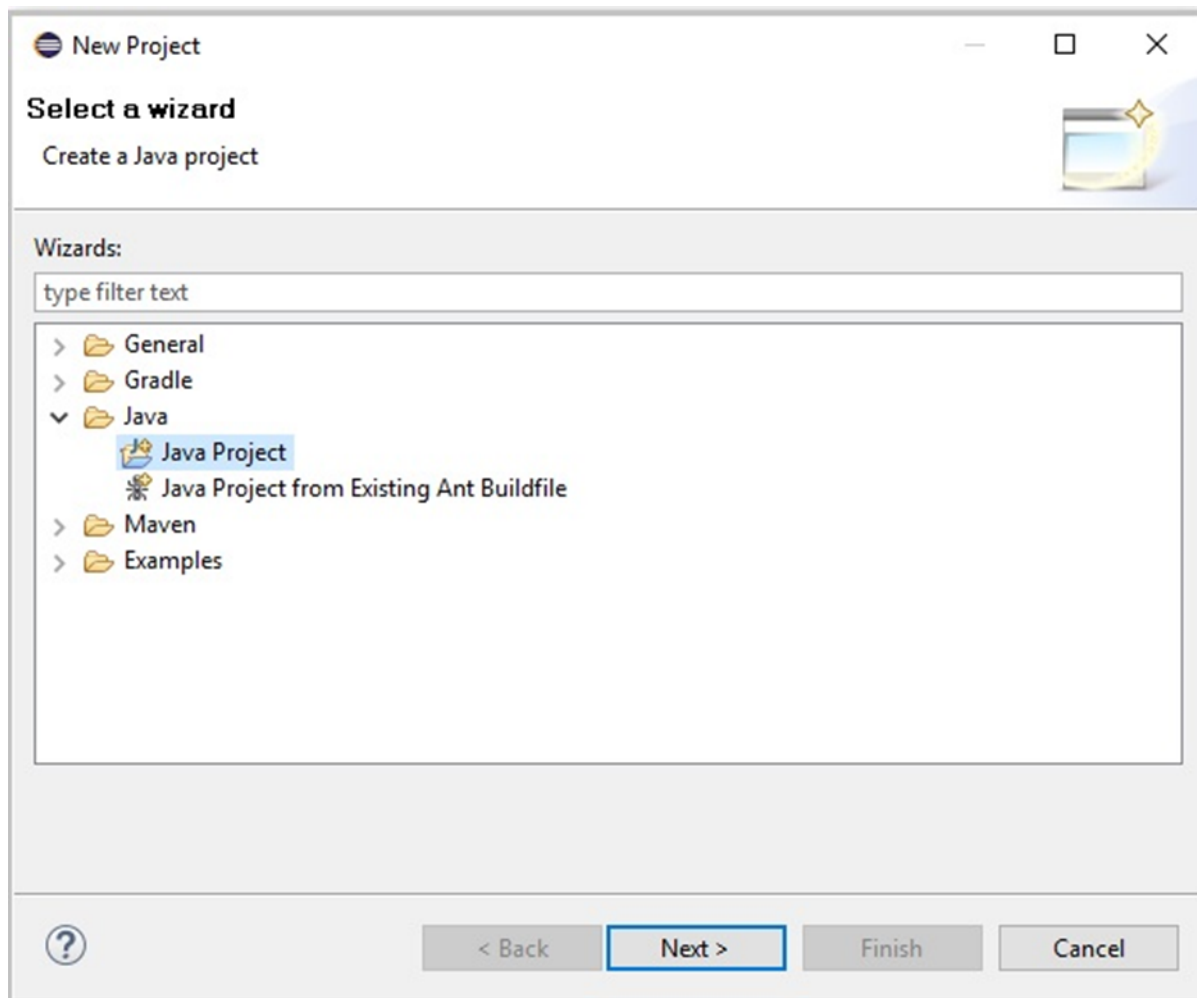 New Project
Select a wizard
Create a Java project
Wizards:
type filter text
General
Gradle
Java
Java Project
Java Project from Existing Ant Buildfile
Maven
Examples
?
< Back
Next >
Finish
Cancel